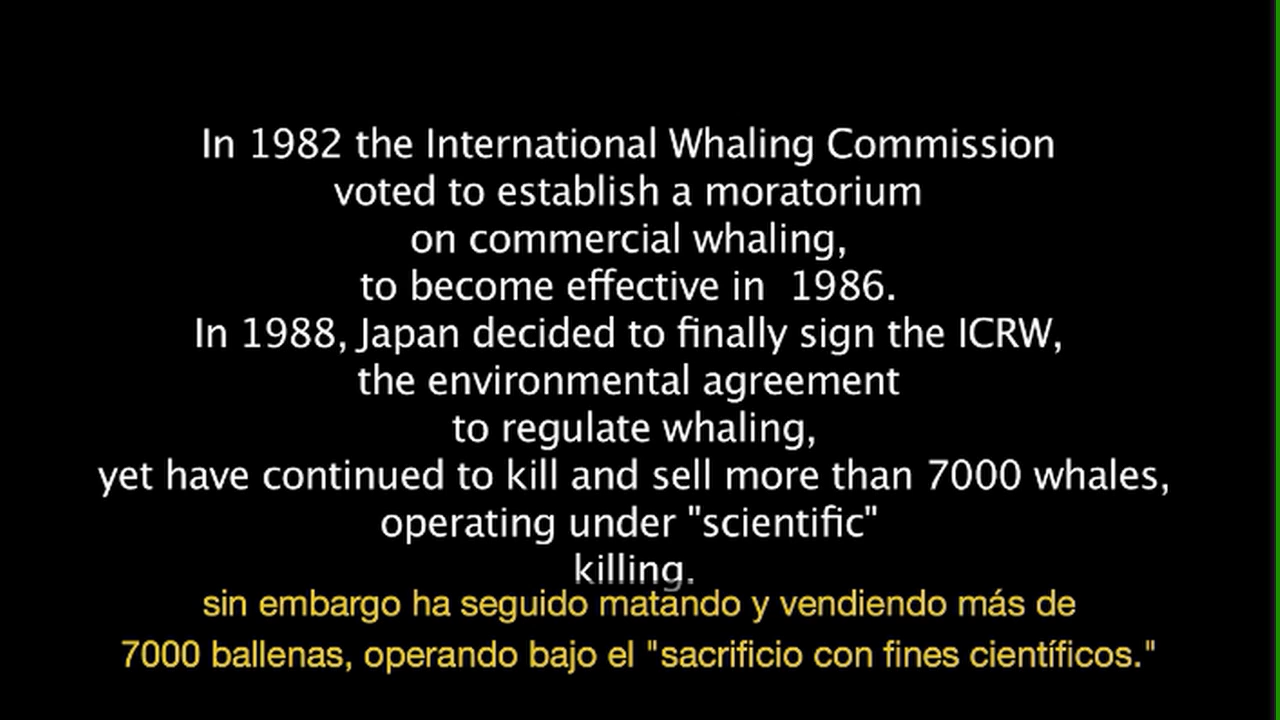 In 1982 the International Whaling Commission
voted to establish a moratorium
on commercial whaling,
to become effective in  1986.
In 1988, Japan decided to finally sign the ICRW,
the environmental agreement
to regulate whaling,
yet have continued to kill and sell more than 7000 whales,
operating under "scientific"
killing.
sin embargo ha seguido matando y vendiendo más de
7000 ballenas, operando bajo el "sacrificio con fines científicos."